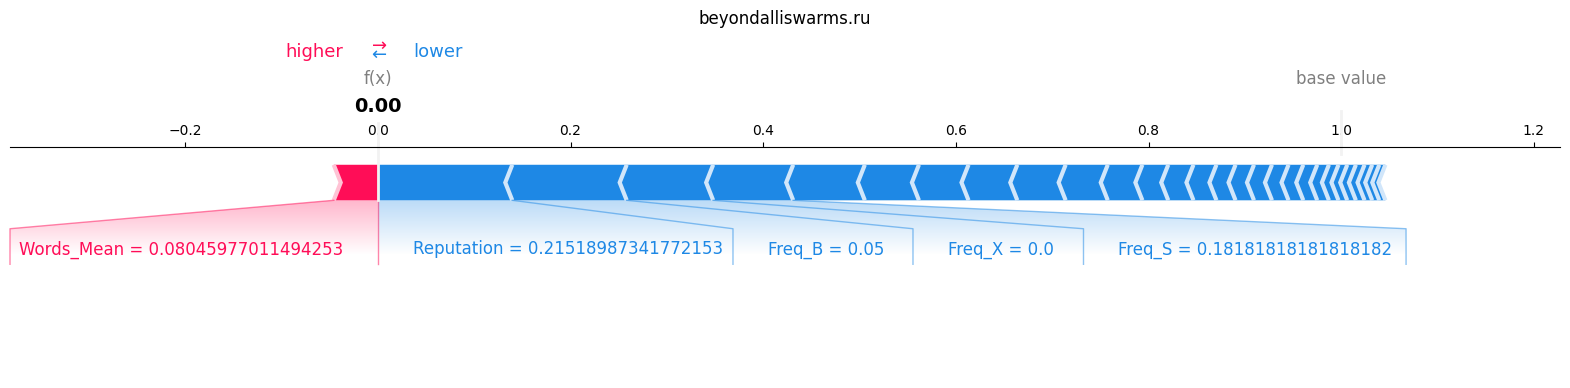 beyondalliswarms.ru
higher ⇄ lower
f(x) base value
0.00
−0.2 0.0 0.2 0.4 0.6 0.8 1.0 1.2
Words_Mean = 0.08045977011494253 Reputation = 0.21518987341772153 Freq_B = 0.05 Freq_X = 0.0 Freq_S = 0.18181818181818182